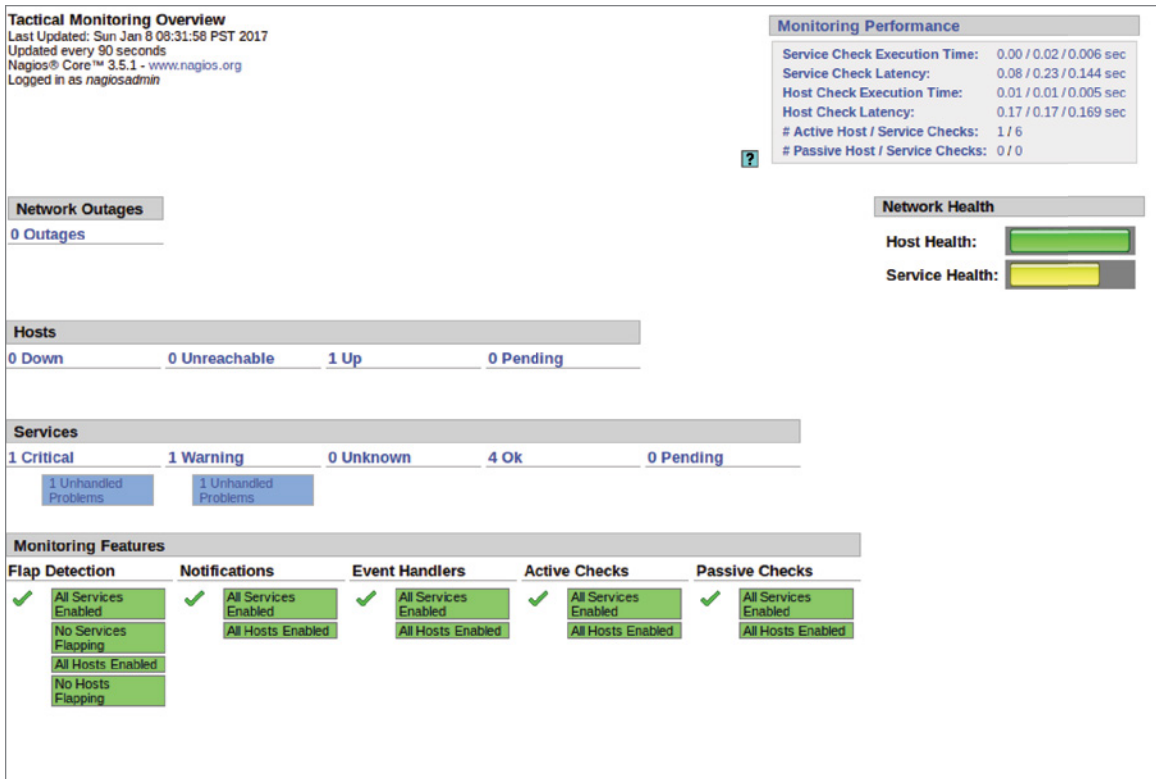 Tactical Monitoring Overview
Last Updated: Sun Jan 8 08:31:58 PST 2017
Updated every 90 seconds
Nagios® Core™ 3.5.1 - www.nagios.org
Logged in as nagiosadmin
Monitoring Performance
Service Check Execution Time: 0.00 / 0.02 / 0.006 sec
Service Check Latency: 0.08 / 0.23 / 0.144 sec
Host Check Execution Time: 0.01 / 0.01 / 0.005 sec
Host Check Latency: 0.17 / 0.17 / 0.169 sec
# Active Host / Service Checks: 1 / 6
# Passive Host / Service Checks: 0 / 0
?
Network Outages
0 Outages
Network Health
Host Health:
Service Health:
Hosts
0 Down 0 Unreachable 1 Up 0 Pending
Services
1 Critical 1 Warning 0 Unknown 4 Ok 0 Pending
1 Unhandled 1 Unhandled
Problems Problems
Monitoring Features
Flap Detection Notifications Event Handlers Active Checks Passive Checks
All Services All Services All Services All Services All Services
Enabled Enabled Enabled Enabled Enabled
No Services All Hosts Enabled All Hosts Enabled All Hosts Enabled All Hosts Enabled
Flapping
All Hosts Enabled
No Hosts
Flapping